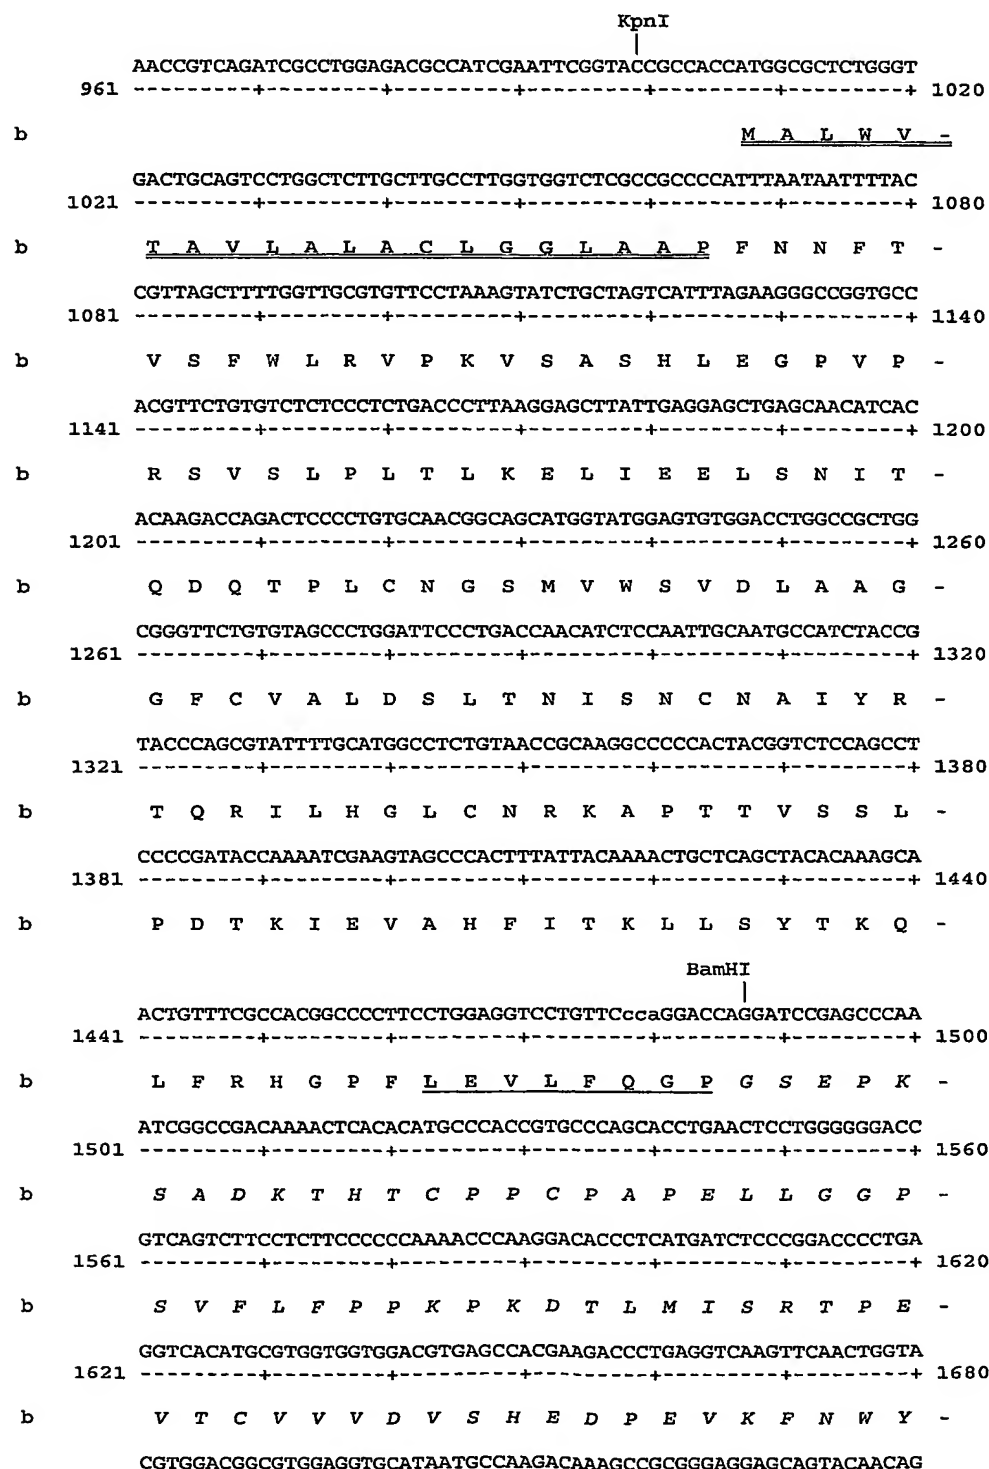 KpnI
|
AACCGTCAGATCGCCTGGAGACGCCATCGAATTCGGTACCGCCACCATGGCGCTCTGGGT
961 ---------+---------+---------+---------+---------+---------+ 1020
b M A L W V -
GACTGCAGTCCTGGCTCTTGCTTGCCTTGGTGGTCTCGCCGCCCCATTTAATAATTTTAC
1021 ---------+---------+---------+---------+---------+---------+ 1080
b T A V L A L A C L G G L A A P F N N F T -
CGTTAGCTTTTGGTTGCGTGTTCCTAAAGTATCTGCTAGTCATTTAGAAGGGCCGGTGCC
1081 ---------+---------+---------+---------+---------+---------+ 1140
b V S F W L R V P K V S A S H L E G P V P -
ACGTTCTGTGTCTCTCCCTCTGACCCTTAAGGAGCTTATTGAGGAGCTGAGCAACATCAC
1141 ---------+---------+---------+---------+---------+---------+ 1200
b R S V S L P L T L K E L I E E L S N I T -
ACAAGACCAGACTCCCCTGTGCAACGGCAGCATGGTATGGAGTGTGGACCTGGCCGCTGG
1201 ---------+---------+---------+---------+---------+---------+ 1260
b Q D Q T P L C N G S M V W S V D L A A G -
CGGGTTCTGTGTAGCCCTGGATTCCCTGACCAACATCTCCAATTGCAATGCCATCTACCG
1261 ---------+---------+---------+---------+---------+---------+ 1320
b G F C V A L D S L T N I S N C N A I Y R -
TACCCAGCGTATTTTGCATGGCCTCTGTAACCGCAAGGCCCCCACTACGGTCTCCAGCCT
1321 ---------+---------+---------+---------+---------+---------+ 1380
b T Q R I L H G L C N R K A P T T V S S L -
CCCCGATACCAAAATCGAAGTAGCCCACTTTATTACAAAACTGCTCAGCTACACAAAGCA
1381 ---------+---------+---------+---------+---------+---------+ 1440
b P D T K I E V A H F I T K L L S Y T K Q -
BamHI
|
ACTGTTTCGCCACGGCCCCTTCCTGGAGGTCCTGTTCccaGGACCAGGATCCGAGCCCAA
1441 ---------+---------+---------+---------+---------+---------+ 1500
b L F R H G P F L E V L F Q G P G S E P K -
ATCGGCCGACAAAACTCACACATGCCCACCGTGCCCAGCACCTGAACTCCTGGGGGGACC
1501 ---------+---------+---------+---------+---------+---------+ 1560
b S A D K T H T C P P C P A P E L L G G P -
GTCAGTCTTCCTCTTCCCCCCAAAACCCAAGGACACCCTCATGATCTCCCGGACCCCTGA
1561 ---------+---------+---------+---------+---------+---------+ 1620
b S V F L F P P K P K D T L M I S R T P E -
GGTCACATGCGTGGTGGTGGACGTGAGCCACGAAGACCCTGAGGTCAAGTTCAACTGGTA
1621 ---------+---------+---------+---------+---------+---------+ 1680
b V T C V V V D V S H E D P E V K F N W Y -
CGTGGACGGCGTGGAGGTGCATAATGCCAAGACAAAGCCGCGGGAGGAGCAGTACAACAG